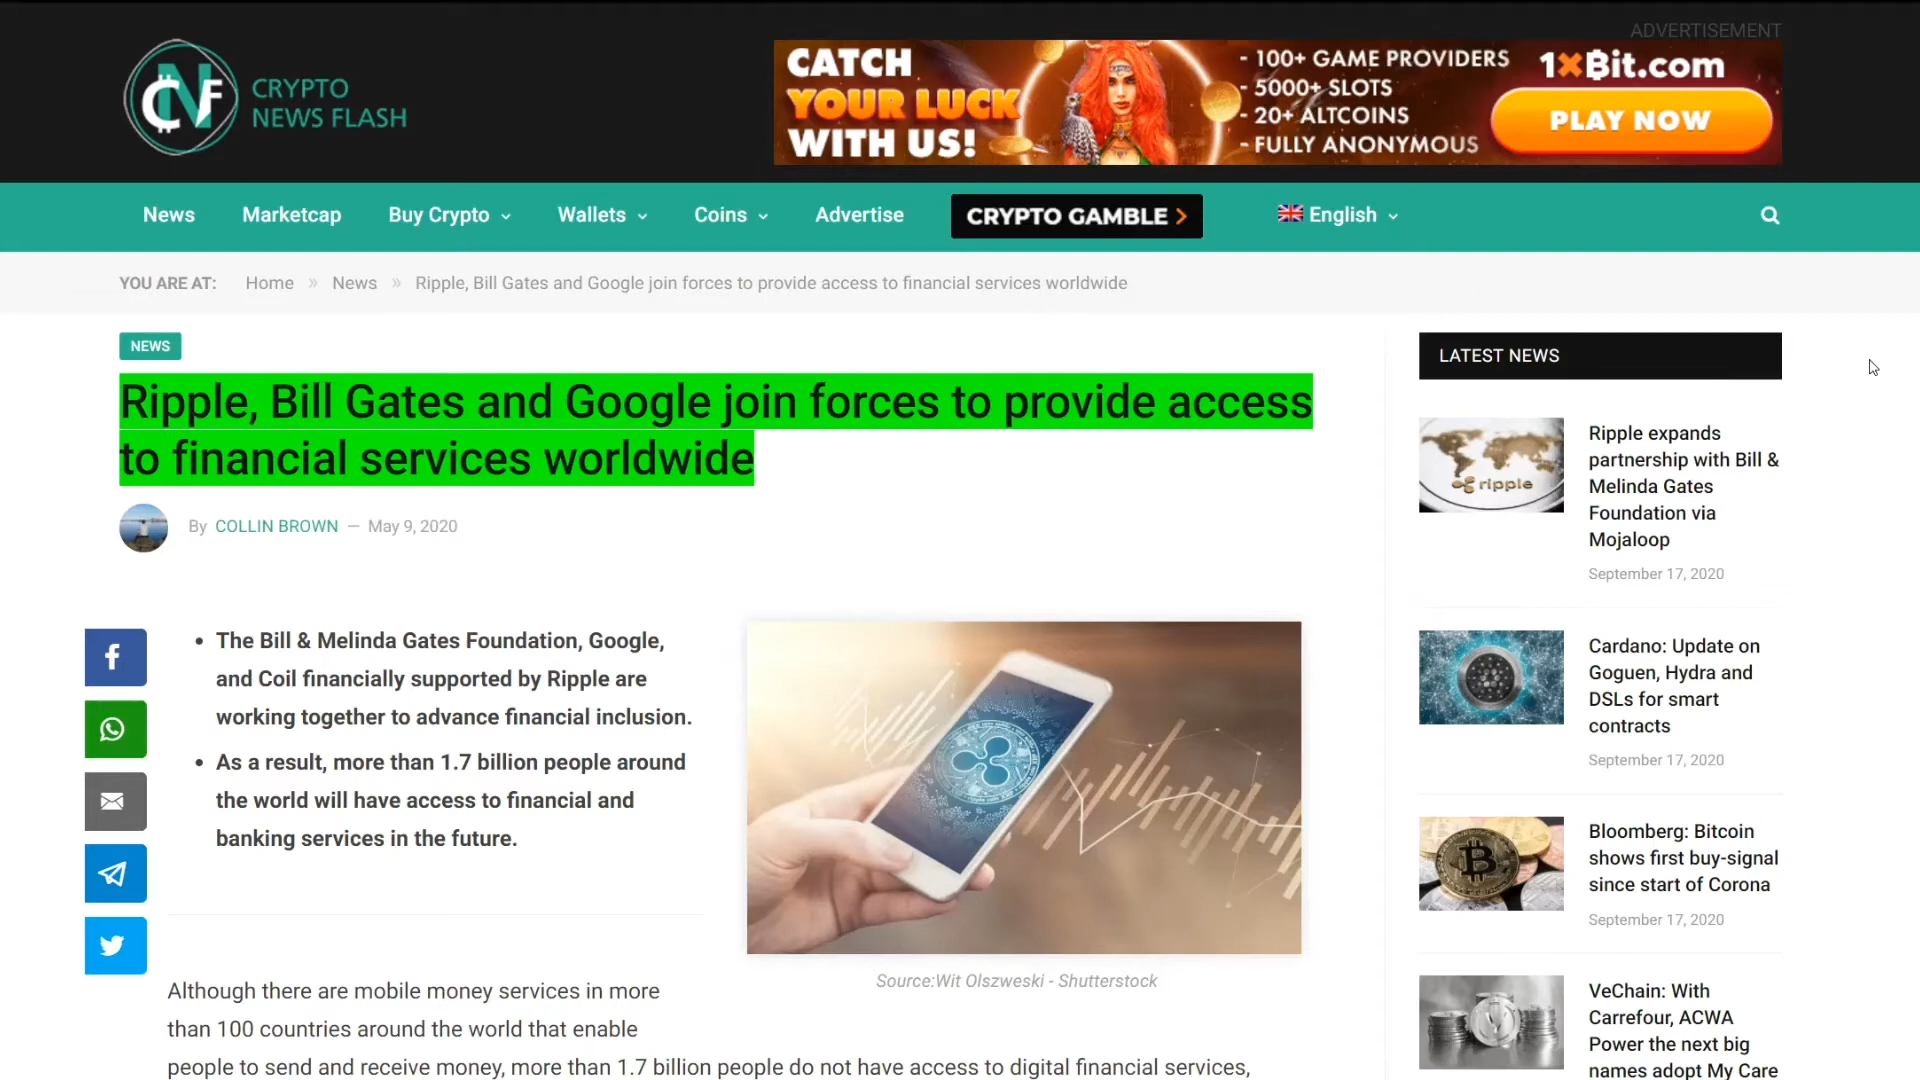 ADVERTISEMENT
CRYPTO
NEWS FLASH
CATCH
YOUR LUCK
WITH US!
- 100+ GAME PROVIDERS
- 5000+ SLOTS
- 20+ ALTCOINS
- FULLY ANONYMOUS
1xBit.com
PLAY NOW
News Marketcap Buy Crypto Wallets Coins Advertise CRYPTO GAMBLE > English
YOU ARE AT: Home » News » Ripple, Bill Gates and Google join forces to provide access to financial services worldwide
NEWS
Ripple, Bill Gates and Google join forces to provide access
to financial services worldwide
By COLLIN BROWN — May 9, 2020
• The Bill & Melinda Gates Foundation, Google,
and Coil financially supported by Ripple are
working together to advance financial inclusion.
• As a result, more than 1.7 billion people around
the world will have access to financial and
banking services in the future.
Source:Wit Olszweski - Shutterstock
Although there are mobile money services in more
than 100 countries around the world that enable
people to send and receive money, more than 1.7 billion people do not have access to digital financial services,
LATEST NEWS
ripple
Ripple expands
partnership with Bill &
Melinda Gates
Foundation via
Mojaloop
September 17, 2020
Cardano: Update on
Goguen, Hydra and
DSLs for smart
contracts
September 17, 2020
Bloomberg: Bitcoin
shows first buy-signal
since start of Corona
September 17, 2020
VeChain: With
Carrefour, ACWA
Power the next big
names adopt My Care